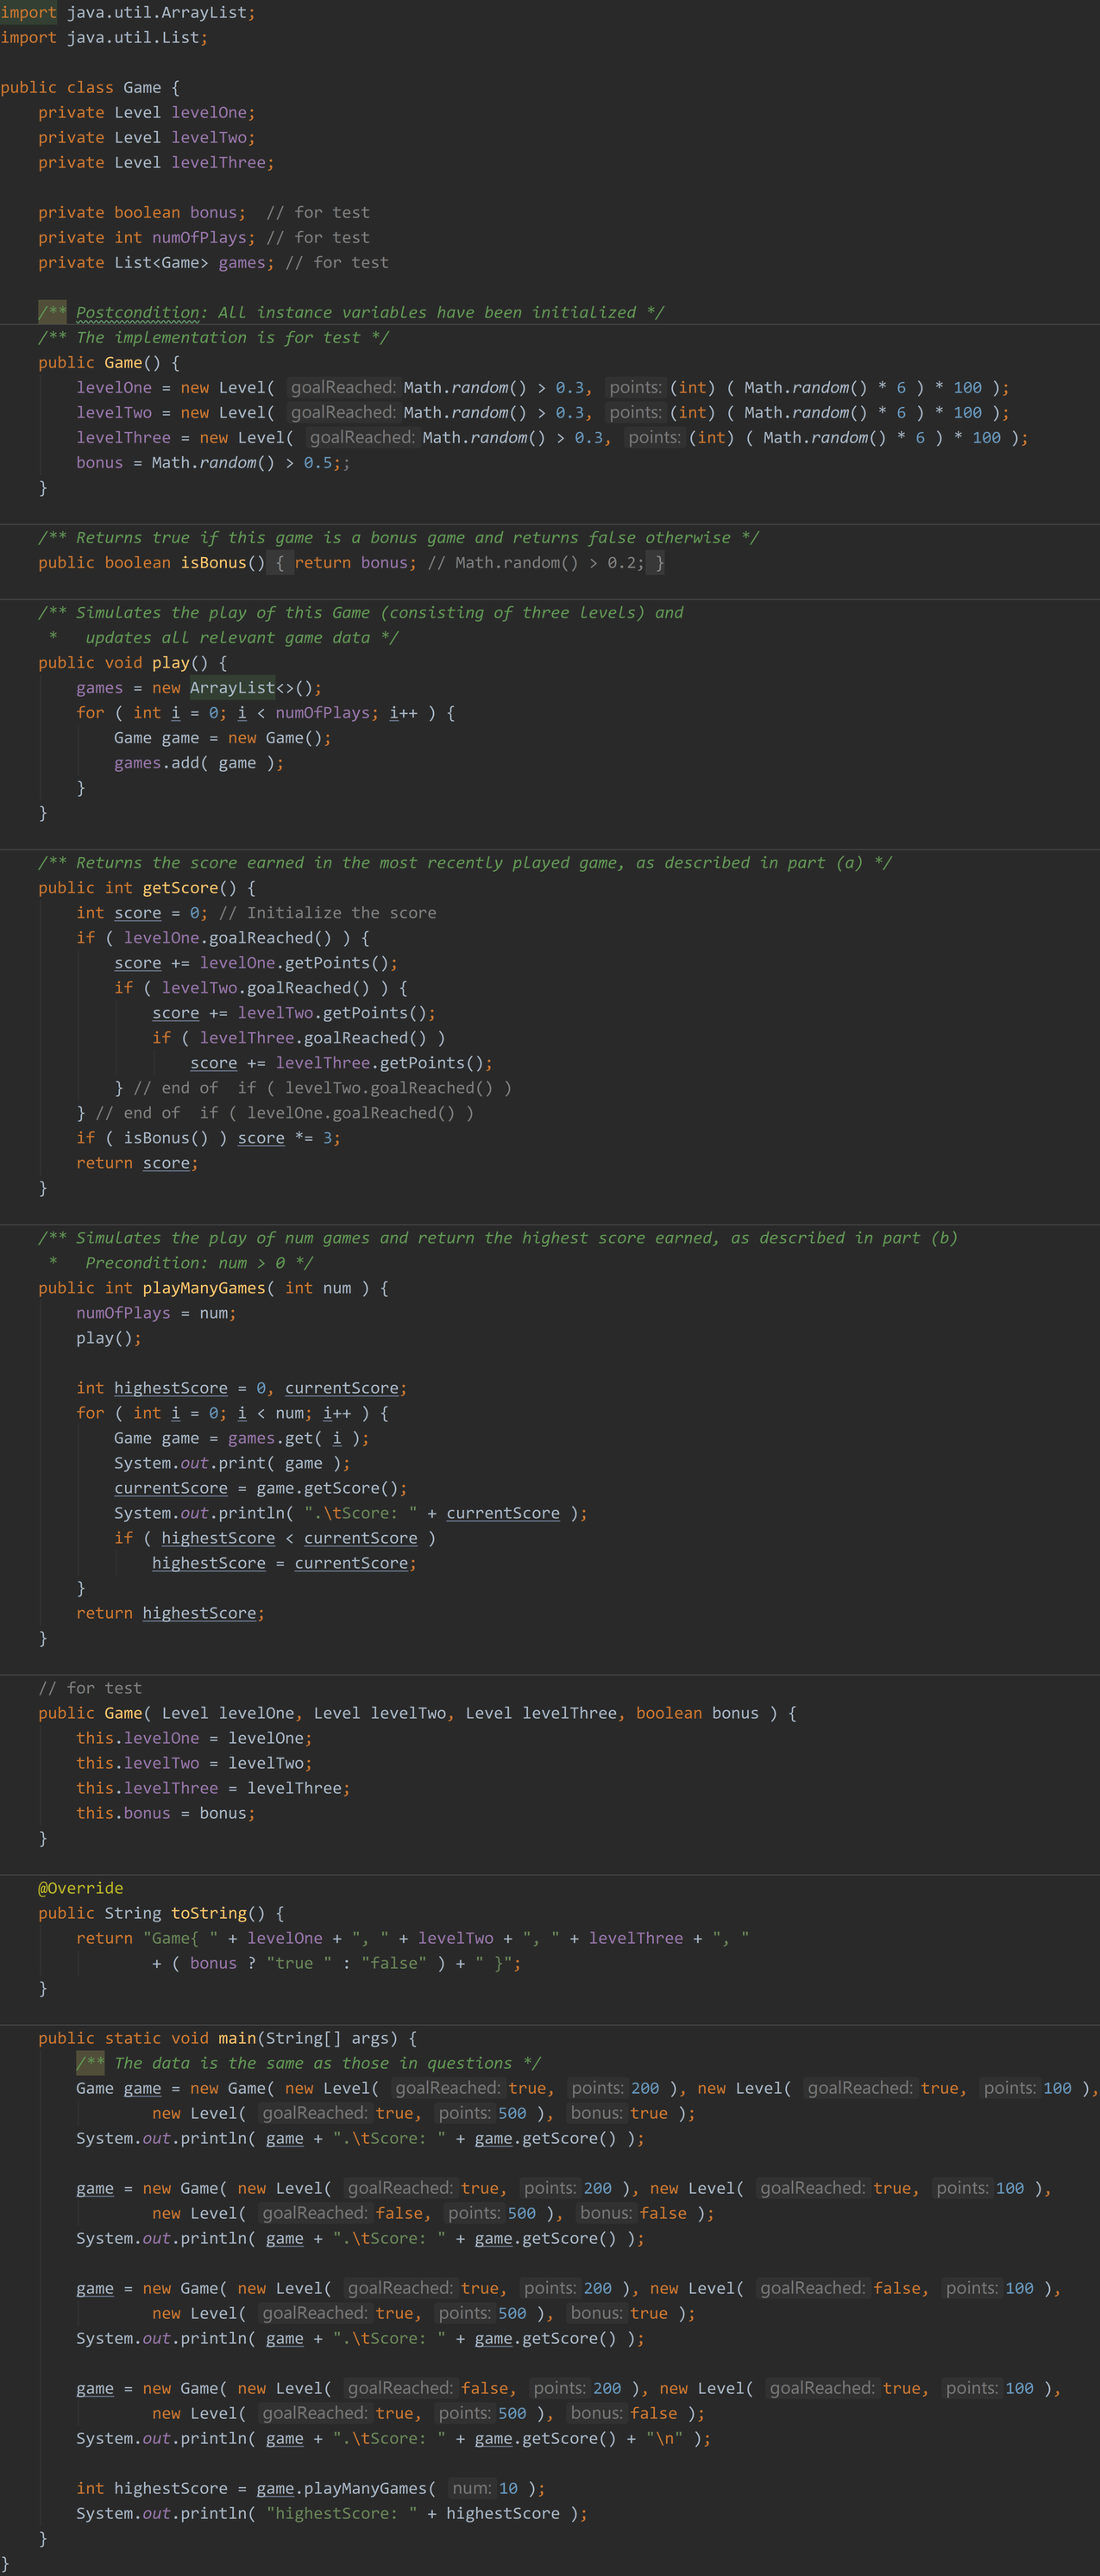 import java.util.ArrayList;
import java.util.List;

public class Game {
    private Level levelOne;
    private Level levelTwo;
    private Level levelThree;

    private boolean bonus;  // for test
    private int numOfPlays; // for test
    private List<Game> games; // for test

    /** Postcondition: All instance variables have been initialized */
    /** The implementation is for test */
    public Game() {
        levelOne = new Level( goalReached: Math.random() > 0.3, points: (int) ( Math.random() * 6 ) * 100 );
        levelTwo = new Level( goalReached: Math.random() > 0.3, points: (int) ( Math.random() * 6 ) * 100 );
        levelThree = new Level( goalReached: Math.random() > 0.3, points: (int) ( Math.random() * 6 ) * 100 );
        bonus = Math.random() > 0.5;;
    }

    /** Returns true if this game is a bonus game and returns false otherwise */
    public boolean isBonus() { return bonus; // Math.random() > 0.2; }

    /** Simulates the play of this Game (consisting of three levels) and
     *   updates all relevant game data */
    public void play() {
        games = new ArrayList<>();
        for ( int i = 0; i < numOfPlays; i++ ) {
            Game game = new Game();
            games.add( game );
        }
    }

    /** Returns the score earned in the most recently played game, as described in part (a) */
    public int getScore() {
        int score = 0; // Initialize the score
        if ( levelOne.goalReached() ) {
            score += levelOne.getPoints();
            if ( levelTwo.goalReached() ) {
                score += levelTwo.getPoints();
                if ( levelThree.goalReached() )
                    score += levelThree.getPoints();
            } // end of  if ( levelTwo.goalReached() )
        } // end of  if ( levelOne.goalReached() )
        if ( isBonus() ) score *= 3;
        return score;
    }

    /** Simulates the play of num games and return the highest score earned, as described in part (b)
     *   Precondition: num > 0 */
    public int playManyGames( int num ) {
        numOfPlays = num;
        play();

        int highestScore = 0, currentScore;
        for ( int i = 0; i < num; i++ ) {
            Game game = games.get( i );
            System.out.print( game );
            currentScore = game.getScore();
            System.out.println( ".\tScore: " + currentScore );
            if ( highestScore < currentScore )
                highestScore = currentScore;
        }
        return highestScore;
    }

    // for test
    public Game( Level levelOne, Level levelTwo, Level levelThree, boolean bonus ) {
        this.levelOne = levelOne;
        this.levelTwo = levelTwo;
        this.levelThree = levelThree;
        this.bonus = bonus;
    }

    @Override
    public String toString() {
        return "Game{ " + levelOne + ", " + levelTwo + ", " + levelThree + ", "
                + ( bonus ? "true " : "false" ) + " }";
    }

    public static void main(String[] args) {
        /** The data is the same as those in questions */
        Game game = new Game( new Level( goalReached: true, points: 200 ), new Level( goalReached: true, points: 100 ),
                new Level( goalReached: true, points: 500 ), bonus: true );
        System.out.println( game + ".\tScore: " + game.getScore() );

        game = new Game( new Level( goalReached: true, points: 200 ), new Level( goalReached: true, points: 100 ),
                new Level( goalReached: false, points: 500 ), bonus: false );
        System.out.println( game + ".\tScore: " + game.getScore() );

        game = new Game( new Level( goalReached: true, points: 200 ), new Level( goalReached: false, points: 100 ),
                new Level( goalReached: true, points: 500 ), bonus: true );
        System.out.println( game + ".\tScore: " + game.getScore() );

        game = new Game( new Level( goalReached: false, points: 200 ), new Level( goalReached: true, points: 100 ),
                new Level( goalReached: true, points: 500 ), bonus: false );
        System.out.println( game + ".\tScore: " + game.getScore() + "\n" );

        int highestScore = game.playManyGames( num: 10 );
        System.out.println( "highestScore: " + highestScore );
    }
}